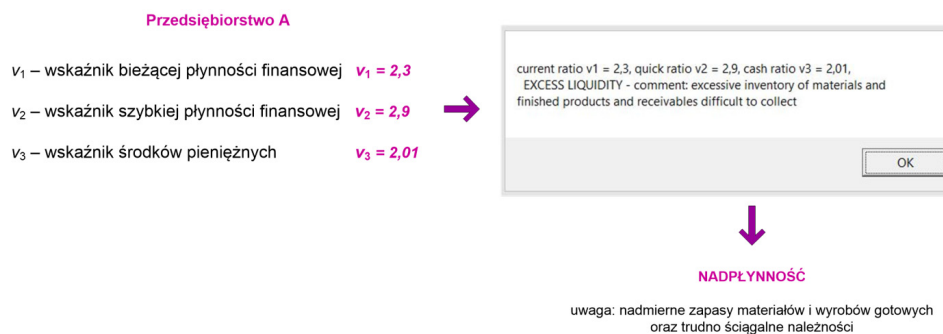 Przedsiębiorstwo A
v₁ – wskaźnik bieżącej płynności finansowej v₁ = 2,3
v₂ – wskaźnik szybkiej płynności finansowej v₂ = 2,9
v₃ – wskaźnik środków pieniężnych v₃ = 2,01
current ratio v1 = 2,3, quick ratio v2 = 2,9, cash ratio v3 = 2,01,
EXCESS LIQUIDITY - comment: excessive inventory of materials and
finished products and receivables difficult to collect
OK
NADPŁYNNOŚĆ
uwaga: nadmierne zapasy materiałów i wyrobów gotowych
oraz trudno ściągalne należności